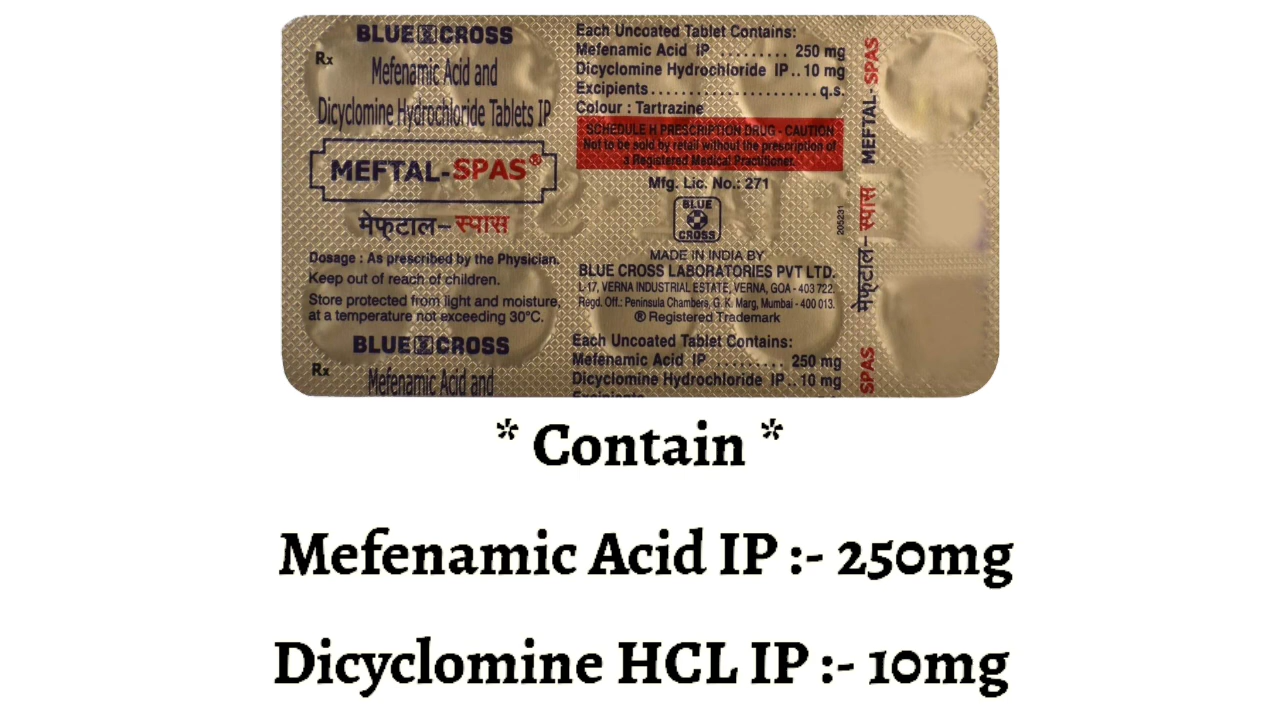 BLUE CROSS
Rx
Mefenamic Acid and
Dicyclomine Hydrochloride Tablets IP
MEFTAL-SPAS®
मेफ्टाल–स्पास
Dosage : As prescribed by the Physician.
Keep out of reach of children.
Store protected from light and moisture,
at a temperature not exceeding 30°C.
BLUE CROSS
Rx
Mefenamic Acid and
Each Uncoated Tablet Contains:
Mefenamic Acid IP ......... 250 mg
Dicyclomine Hydrochloride IP.. 10 mg
Excipients......................q.s.
Colour : Tartrazine
SCHEDULE H PRESCRIPTION DRUG - CAUTION
Not to be sold by retail without the prescription of
a Registered Medical Practitioner.
Mfg. Lic. No.: 271
BLUE
CROSS
205231
MADE IN INDIA BY
BLUE CROSS LABORATORIES PVT LTD.
L-17, VERNA INDUSTRIAL ESTATE, VERNA, GOA - 403 722.
Regd. Off.: Peninsula Chambers, G. K. Marg, Mumbai - 400 013.
® Registered Trademark
Each Uncoated Tablet Contains:
Mefenamic Acid IP ......... 250 mg
Dicyclomine Hydrochloride IP.. 10 mg
MEFTAL-SPAS
मेफ्टाल–स्पास
SPAS
* Contain *
Mefenamic Acid IP :- 250mg
Dicyclomine HCL IP :- 10mg